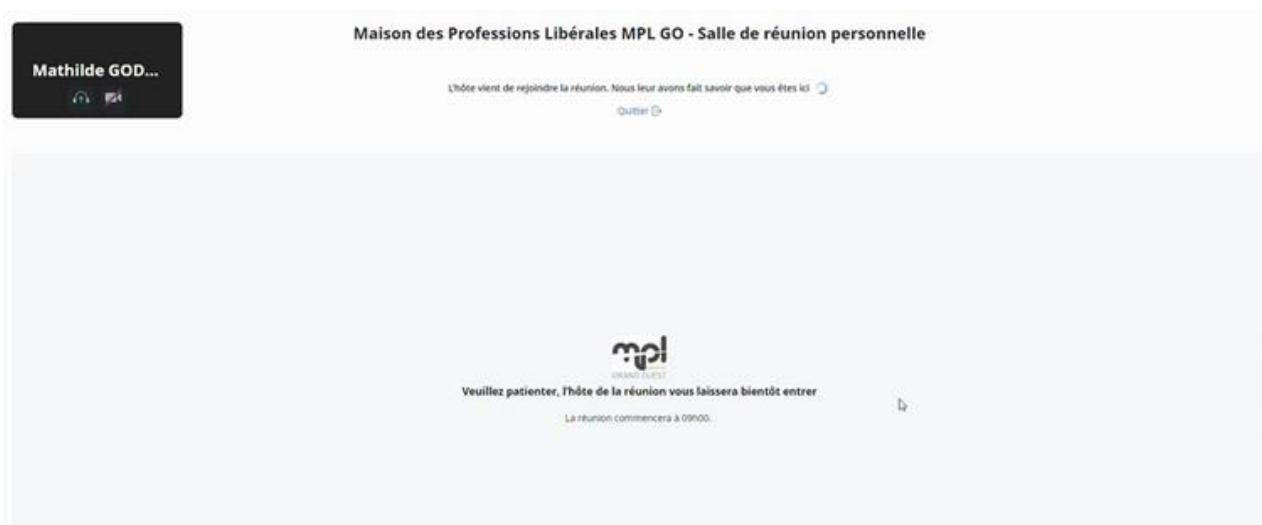 Maison des Professions Libérales MPL GO - Salle de réunion personnelle
Mathilde GOD...
L'hôte vient de rejoindre la réunion. Nous leur avons fait savoir que vous êtes ici
Quitter
mpl
GRAND OUEST
Veuillez patienter, l'hôte de la réunion vous laissera bientôt entrer
La réunion commencera à 09h00.